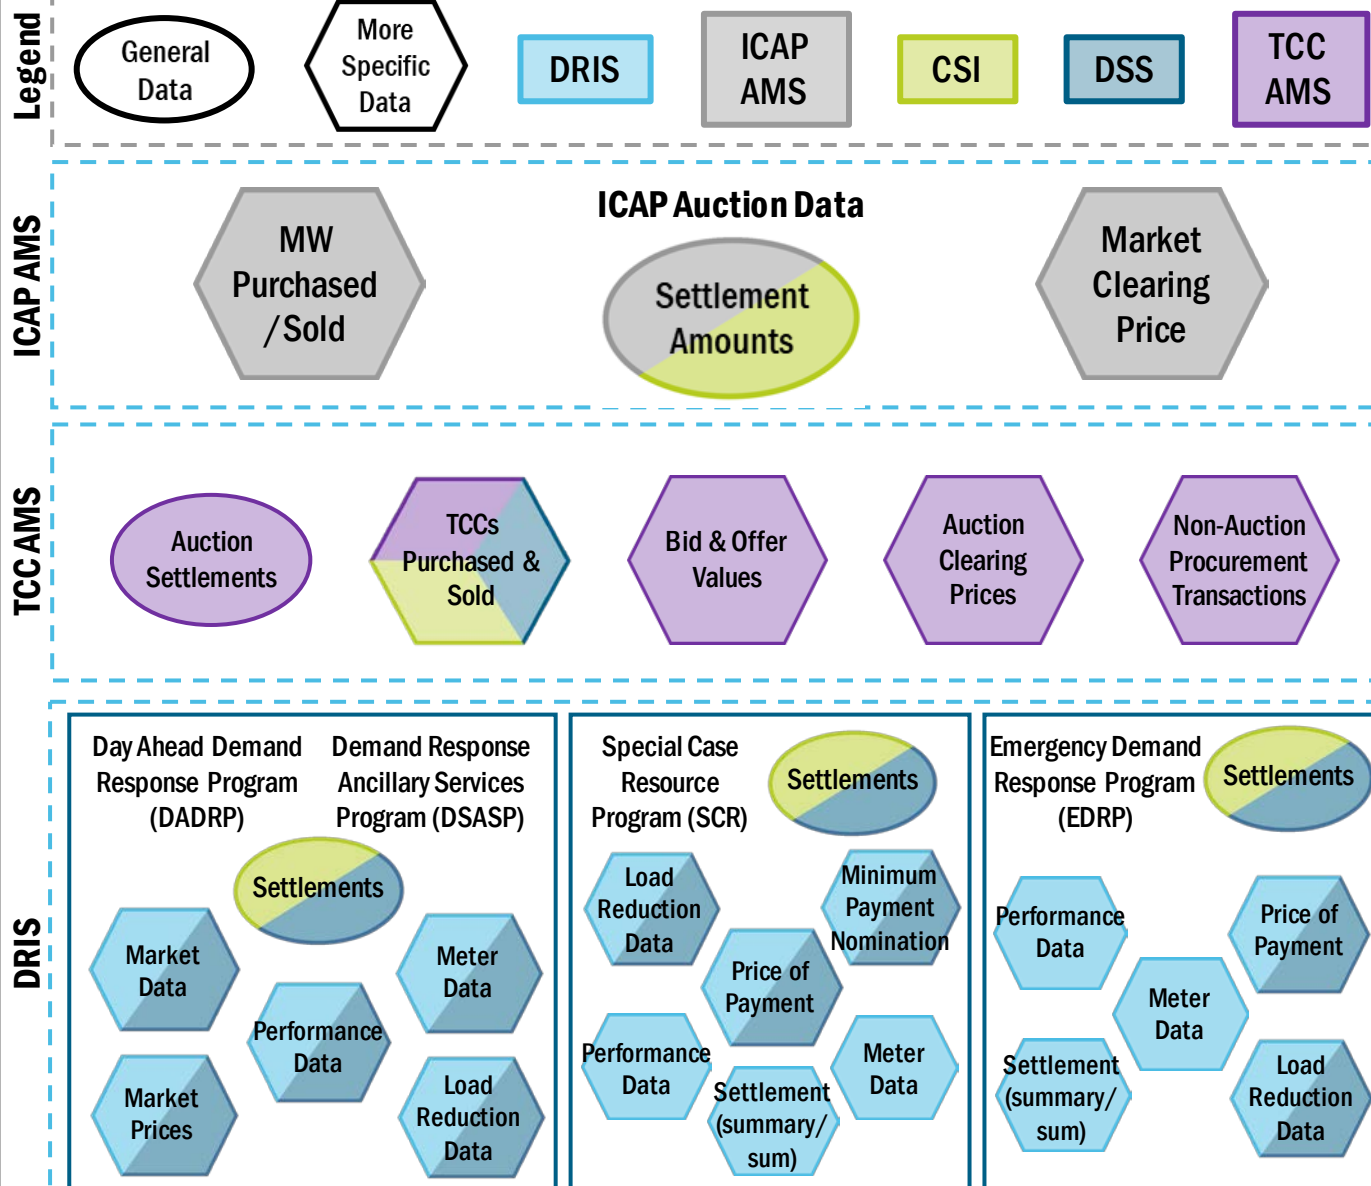 Legend
General
Data
More
Specific
Data
DRIS
ICAP
AMS
CSI
DSS
TCC
AMS
ICAP AMS
MW
Purchased
/Sold
ICAP Auction Data
Settlement
Amounts
Market
Clearing
Price
TCC AMS
Auction
Settlements
TCCs
Purchased &
Sold
Bid & Offer
Values
Auction
Clearing
Prices
Non-Auction
Procurement
Transactions
DRIS
Day Ahead Demand
Response Program
(DADRP)
Demand Response
Ancillary Services
Program (DSASP)
Settlements
Market
Data
Meter
Data
Performance
Data
Market
Prices
Load
Reduction
Data
Special Case
Resource
Program (SCR)
Settlements
Load
Reduction
Data
Minimum
Payment
Nomination
Price of
Payment
Performance
Data
Meter
Data
Settlement
(summary/
sum)
Emergency Demand
Response Program
(EDRP)
Settlements
Performance
Data
Price of
Payment
Meter
Data
Settlement
(summary/
sum)
Load
Reduction
Data